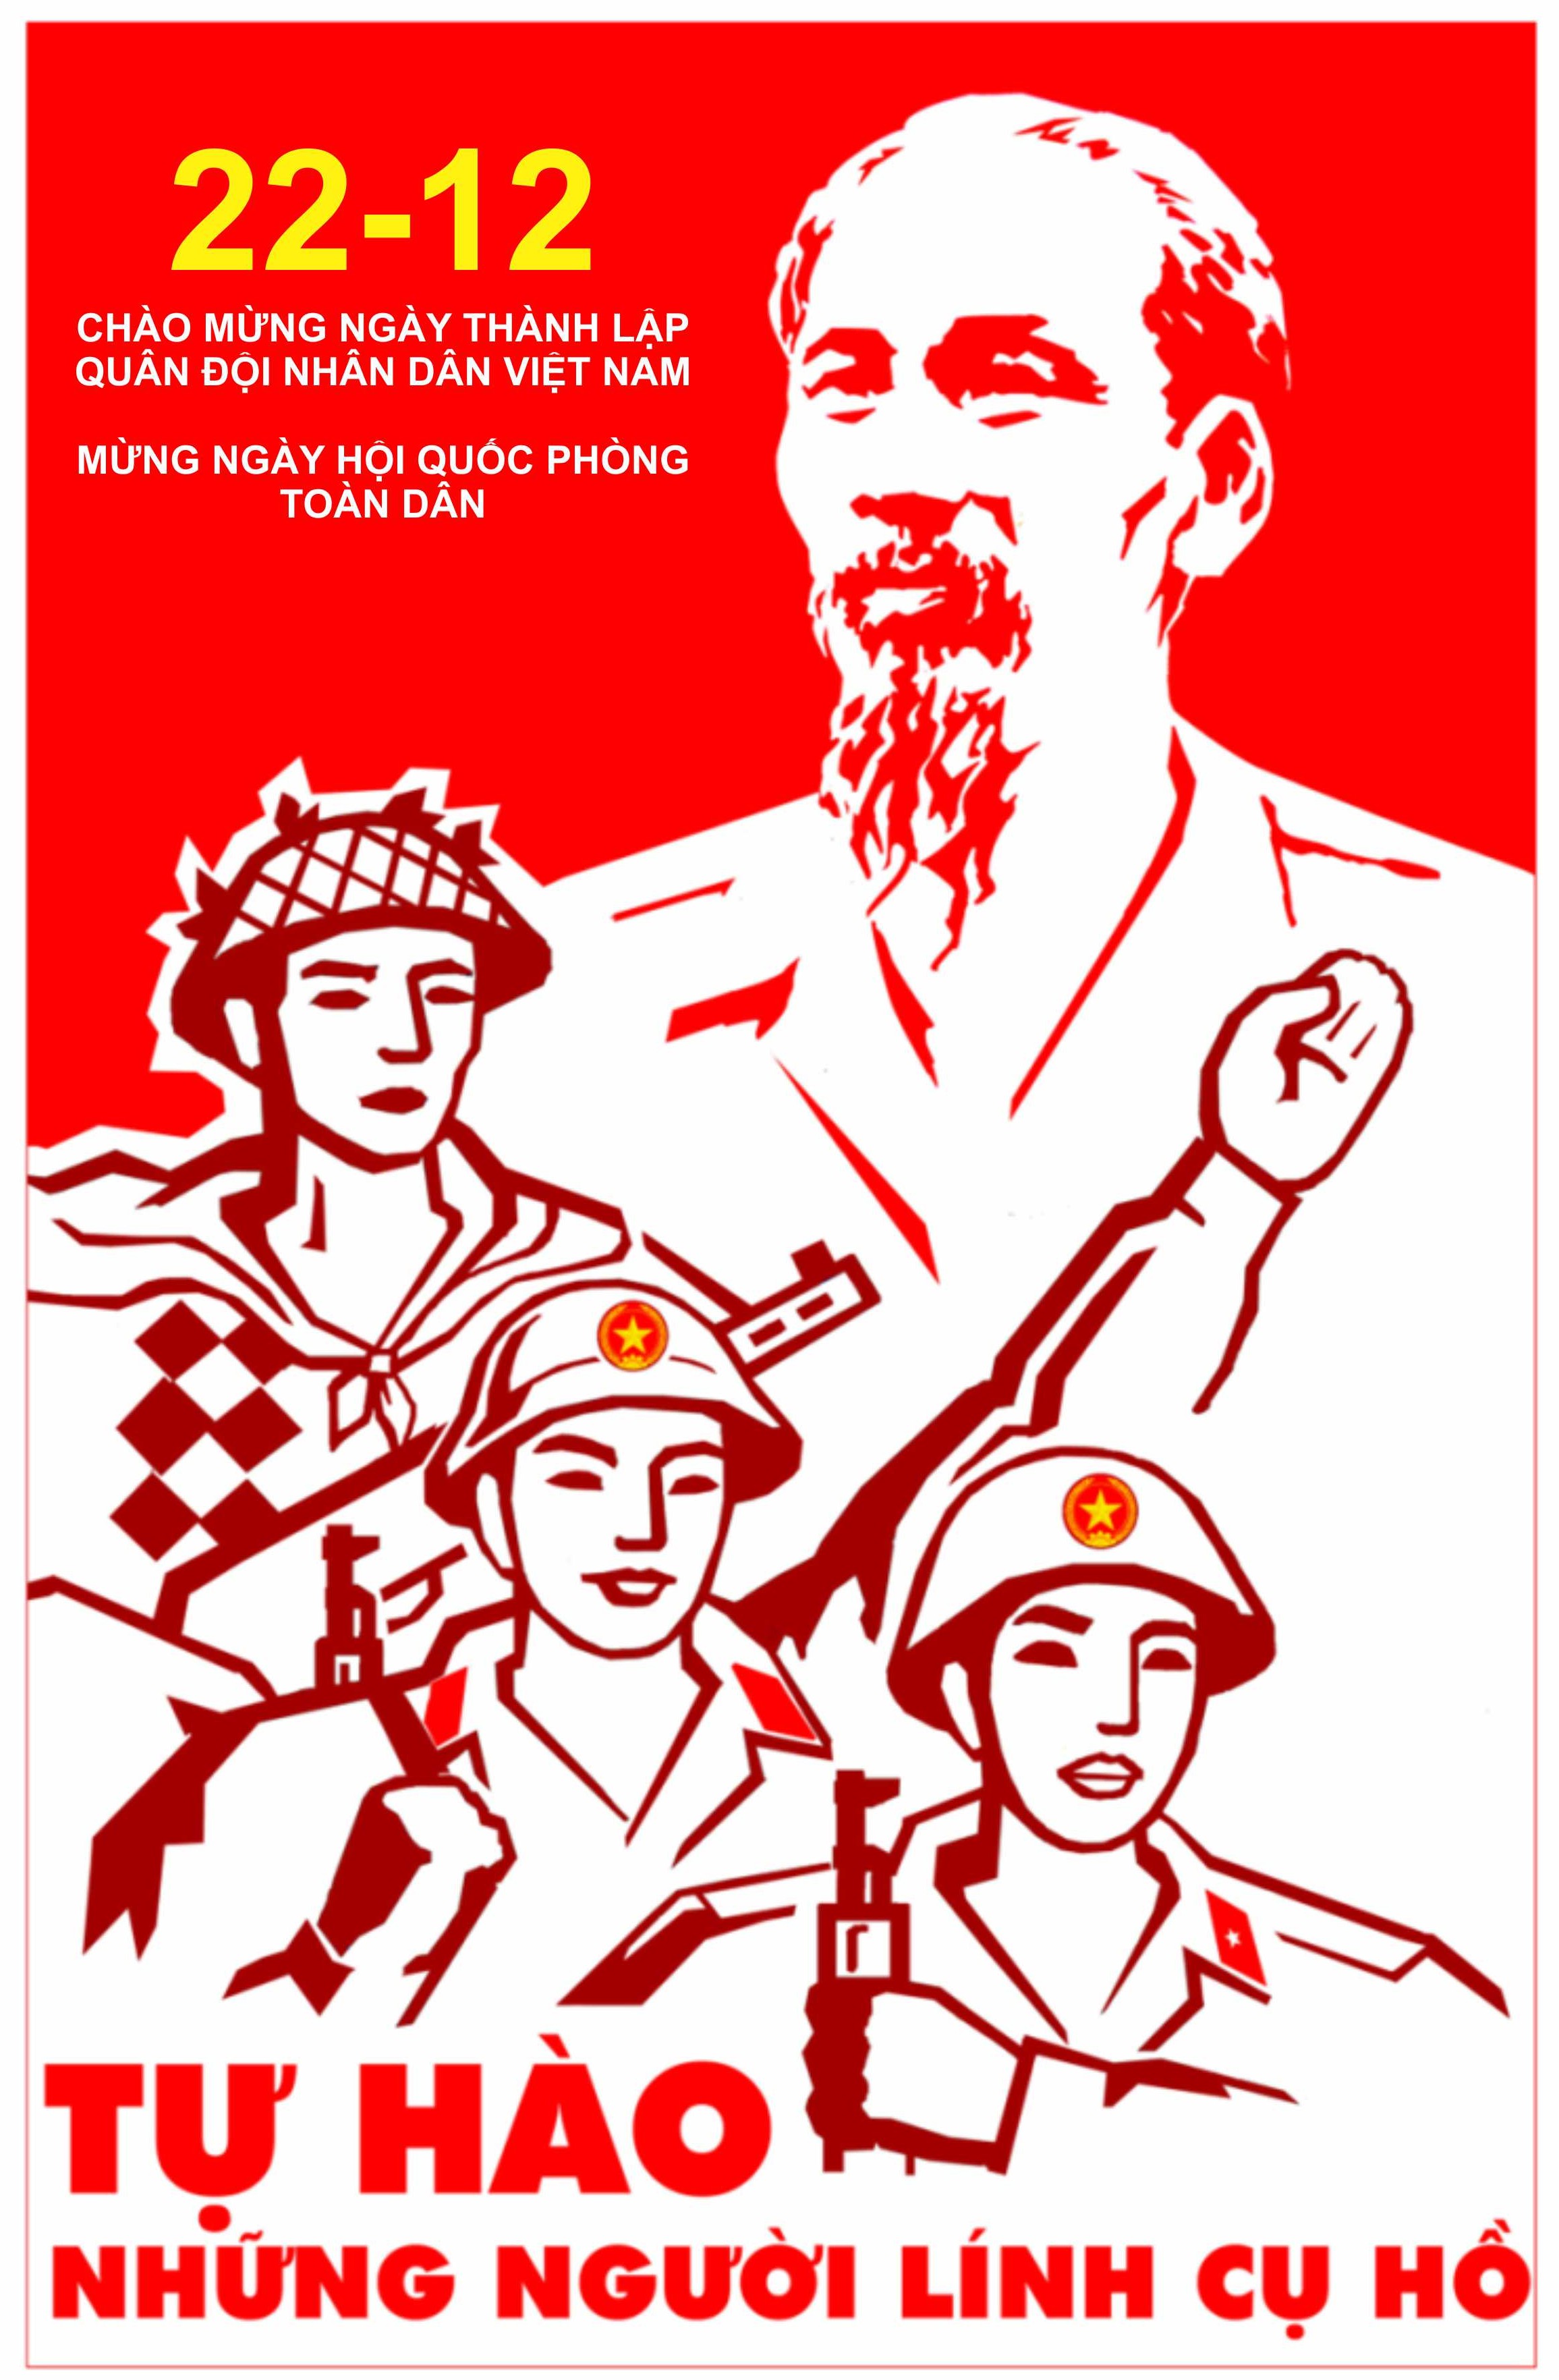 22-12
CHÀO MỪNG NGÀY THÀNH LẬP
QUÂN ĐỘI NHÂN DÂN VIỆT NAM
MỪNG NGÀY HỘI QUỐC PHÒNG
TOÀN DÂN
TỰ HÀO
NHỮNG NGƯỜI LÍNH CỤ HỒ